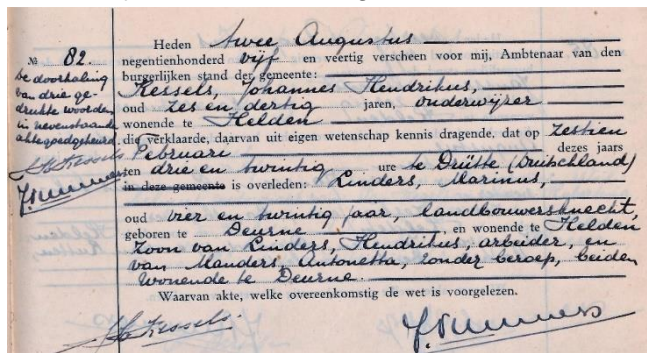 № 82.
De doorhaling
van drie ge-
drukte woorden
in nevenstaande
akte goedgekeurd.
Heden twee Augustus
negentienhonderd vijf en veertig verscheen voor mij, Ambtenaar van den
burgerlijken stand der gemeente:
Kessels, Johannes Hendrikus,
oud zes en dertig jaren, onderwijzer
wonende te Helden
die verklaarde, daarvan uit eigen wetenschap kennis dragende, dat op zestien
Februari dezes jaars
ten drie en twintig ure te Drütte (Duitschland)
in deze gemeente is overleden: Linders, Marinus,
oud vier en twintig jaar, landbouwersknecht,
geboren te Deurne en wonende te Helden
zoon van Linders, Hendrikus, arbeider, en
van Manders, Antonetta, zonder beroep, beiden
wonende te Deurne.
Waarvan akte, welke overeenkomstig de wet is voorgelezen.
Kessels